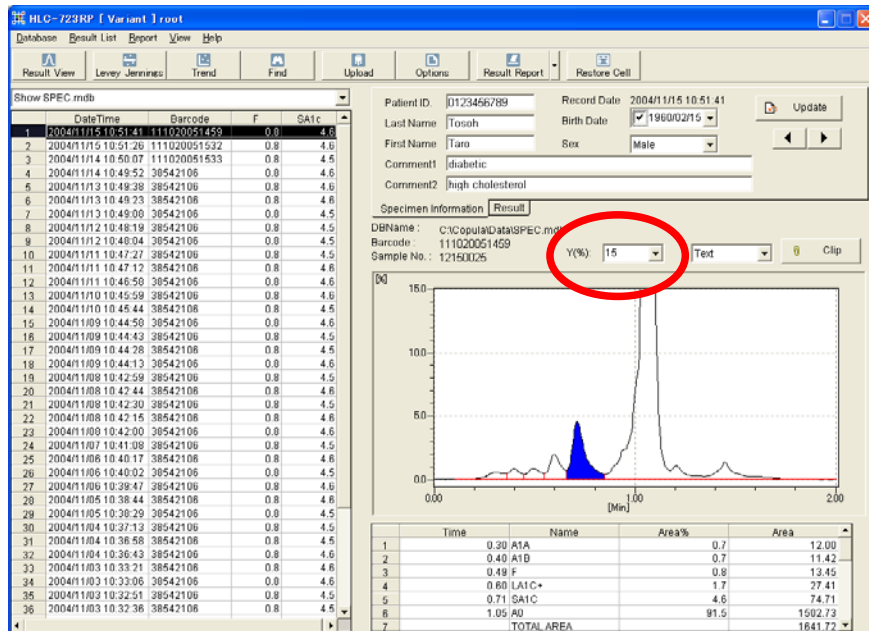 HLC-723RP [ Variant ] root
Database Result List Report View Help
Result View Levey Jennings Trend Find Upload Options Result Report Restore Cell
Show SPEC.mdb
DateTime Barcode F SA1c
1 2004/11/15 10:51:41 111020051459 0.8 4.6
2 2004/11/15 10:51:26 111020051532 0.8 4.6
3 2004/11/14 10:50:07 111020051533 0.8 4.5
4 2004/11/14 10:49:52 38542106 0.8 4.6
5 2004/11/13 10:49:38 38542106 0.8 4.6
6 2004/11/13 10:49:23 38542106 0.8 4.6
7 2004/11/13 10:49:08 38542106 0.8 4.5
8 2004/11/12 10:48:19 38542106 0.8 4.5
9 2004/11/12 10:48:04 38542106 0.8 4.5
10 2004/11/11 10:47:27 38542106 0.8 4.5
11 2004/11/11 10:47:12 38542106 0.8 4.6
12 2004/11/11 10:46:58 38542106 0.8 4.6
13 2004/11/10 10:45:59 38542106 0.8 4.6
14 2004/11/10 10:45:44 38542106 0.8 4.5
15 2004/11/09 10:44:58 38542106 0.8 4.6
16 2004/11/09 10:44:43 38542106 0.8 4.5
17 2004/11/09 10:44:28 38542106 0.8 4.5
18 2004/11/09 10:44:13 38542106 0.8 4.6
19 2004/11/08 10:42:59 38542106 0.8 4.5
20 2004/11/08 10:42:44 38542106 0.8 4.6
21 2004/11/08 10:42:30 38542106 0.8 4.5
22 2004/11/08 10:42:15 38542106 0.8 4.6
23 2004/11/08 10:42:00 38542106 0.8 4.6
24 2004/11/07 10:41:08 38542106 0.8 4.5
25 2004/11/06 10:40:17 38542106 0.8 4.6
26 2004/11/06 10:40:02 38542106 0.8 4.5
27 2004/11/06 10:39:47 38542106 0.8 4.6
28 2004/11/05 10:38:44 38542106 0.8 4.6
29 2004/11/05 10:38:29 38542106 0.8 4.5
30 2004/11/04 10:37:13 38542106 0.8 4.5
31 2004/11/04 10:36:58 38542106 0.8 4.5
32 2004/11/04 10:36:43 38542106 0.8 4.6
33 2004/11/03 10:33:21 38542106 0.8 4.6
34 2004/11/03 10:33:06 38542106 0.8 4.6
35 2004/11/03 10:32:51 38542106 0.8 4.5
36 2004/11/03 10:32:36 38542106 0.8 4.5
Patient ID. 0123456789 Record Date 2004/11/15 10:51:41 Update
Last Name Tosoh Birth Date 1960/02/15
First Name Taro Sex Male
Comment1 diabetic
Comment2 high cholesterol
Specimen Information Result
DBName : C:\Copula\Data\SPEC.mdb
Barcode : 111020051459
Sample No. : 12150025
Y(%): 15 Text Clip
[%]
15.0
10.0
5.0
0.0
0.00 1.00 2.00
[Min]
Time Name Area% Area
1 0.30 A1A 0.7 12.00
2 0.40 A1B 0.7 11.42
3 0.49 F 0.8 13.45
4 0.60 LA1C+ 1.7 27.41
5 0.71 SA1C 4.6 74.71
6 1.05 A0 91.5 1502.73
7 TOTAL AREA 1641.72